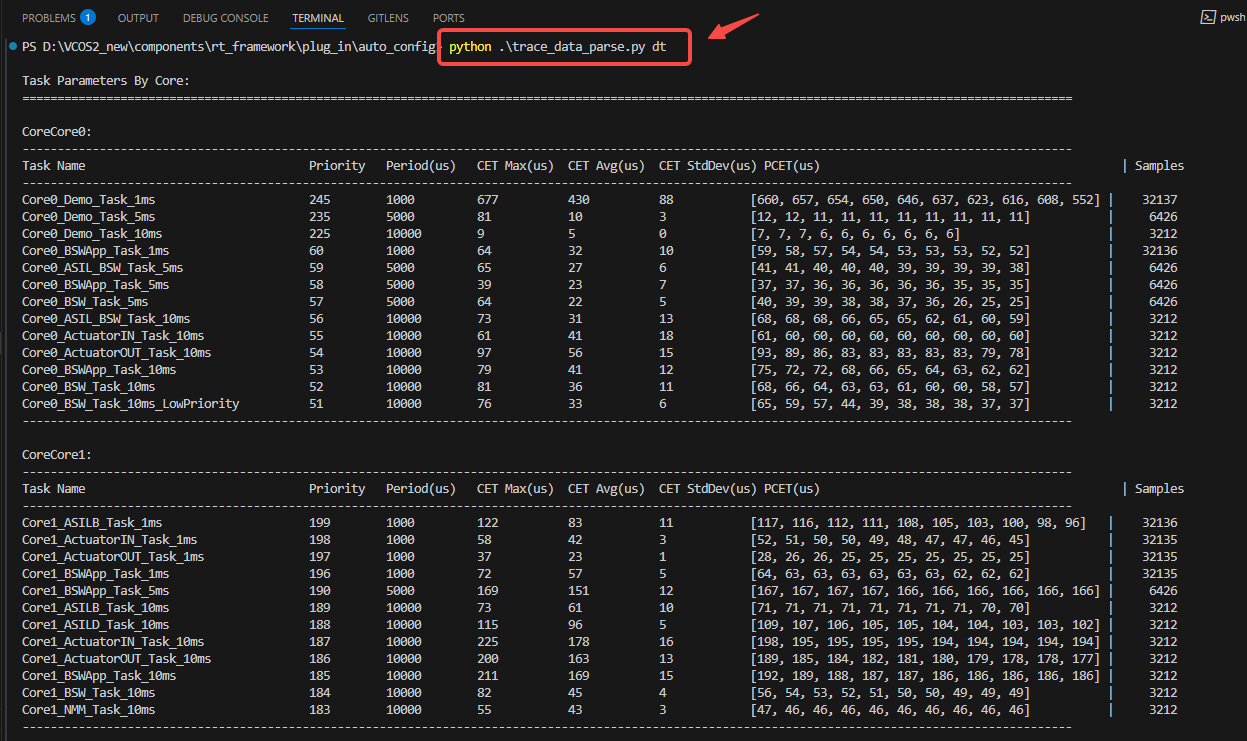 PROBLEMS 1 OUTPUT DEBUG CONSOLE TERMINAL GITLENS PORTS pwsh
PS D:\VCOS2_new\components\rt_framework\plug_in\auto_config> python .\trace_data_parse.py dt
Task Parameters By Core:
======================================================================================================================================================
CoreCore0:
------------------------------------------------------------------------------------------------------------------------------------------------------
Task Name Priority Period(us) CET Max(us) CET Avg(us) CET StdDev(us) PCET(us) | Samples
------------------------------------------------------------------------------------------------------------------------------------------------------
Core0_Demo_Task_1ms 245 1000 677 430 88 [660, 657, 654, 650, 646, 637, 623, 616, 608, 552] | 32137
Core0_Demo_Task_5ms 235 5000 81 10 3 [12, 12, 11, 11, 11, 11, 11, 11, 11, 11] | 6426
Core0_Demo_Task_10ms 225 10000 9 5 0 [7, 7, 7, 6, 6, 6, 6, 6, 6, 6] | 3212
Core0_BSWApp_Task_1ms 60 1000 64 32 10 [59, 58, 57, 54, 54, 53, 53, 53, 52, 52] | 32136
Core0_ASIL_BSW_Task_5ms 59 5000 65 27 6 [41, 41, 40, 40, 40, 39, 39, 39, 39, 38] | 6426
Core0_BSWApp_Task_5ms 58 5000 39 23 7 [37, 37, 36, 36, 36, 36, 36, 35, 35, 35] | 6426
Core0_BSW_Task_5ms 57 5000 64 22 5 [40, 39, 39, 38, 38, 37, 36, 26, 25, 25] | 6426
Core0_ASIL_BSW_Task_10ms 56 10000 73 31 13 [68, 68, 68, 66, 65, 65, 62, 61, 60, 59] | 3212
Core0_ActuatorIN_Task_10ms 55 10000 61 41 18 [61, 60, 60, 60, 60, 60, 60, 60, 60, 60] | 3212
Core0_ActuatorOUT_Task_10ms 54 10000 97 56 15 [93, 89, 86, 83, 83, 83, 83, 83, 79, 78] | 3212
Core0_BSWApp_Task_10ms 53 10000 79 41 12 [75, 72, 72, 68, 66, 65, 64, 63, 62, 62] | 3212
Core0_BSW_Task_10ms 52 10000 81 36 11 [68, 66, 64, 63, 63, 61, 60, 60, 58, 57] | 3212
Core0_BSW_Task_10ms_LowPriority 51 10000 76 33 6 [65, 59, 57, 44, 39, 38, 38, 38, 37, 37] | 3212
------------------------------------------------------------------------------------------------------------------------------------------------------
CoreCore1:
------------------------------------------------------------------------------------------------------------------------------------------------------
Task Name Priority Period(us) CET Max(us) CET Avg(us) CET StdDev(us) PCET(us) | Samples
------------------------------------------------------------------------------------------------------------------------------------------------------
Core1_ASILB_Task_1ms 199 1000 122 83 11 [117, 116, 112, 111, 108, 105, 103, 100, 98, 96] | 32136
Core1_ActuatorIN_Task_1ms 198 1000 58 42 3 [52, 51, 50, 50, 49, 48, 47, 47, 46, 45] | 32135
Core1_ActuatorOUT_Task_1ms 197 1000 37 23 1 [28, 26, 26, 25, 25, 25, 25, 25, 25, 25] | 32135
Core1_BSWApp_Task_1ms 196 1000 72 57 5 [64, 63, 63, 63, 63, 63, 63, 62, 62, 62] | 32135
Core1_BSWApp_Task_5ms 190 5000 169 151 12 [167, 167, 167, 167, 166, 166, 166, 166, 166, 166] | 6426
Core1_ASILB_Task_10ms 189 10000 73 61 10 [71, 71, 71, 71, 71, 71, 71, 71, 70, 70] | 3212
Core1_ASILD_Task_10ms 188 10000 115 96 5 [109, 107, 106, 105, 105, 104, 104, 103, 103, 102] | 3212
Core1_ActuatorIN_Task_10ms 187 10000 225 178 16 [198, 195, 195, 195, 195, 194, 194, 194, 194, 194] | 3212
Core1_ActuatorOUT_Task_10ms 186 10000 200 163 13 [189, 185, 184, 182, 181, 180, 179, 178, 178, 177] | 3212
Core1_BSWApp_Task_10ms 185 10000 211 169 15 [192, 189, 188, 187, 187, 186, 186, 186, 186, 186] | 3212
Core1_BSW_Task_10ms 184 10000 82 45 4 [56, 54, 53, 52, 51, 50, 50, 49, 49, 49] | 3212
Core1_NMM_Task_10ms 183 10000 55 43 3 [47, 46, 46, 46, 46, 46, 46, 46, 46, 46] | 3212
------------------------------------------------------------------------------------------------------------------------------------------------------